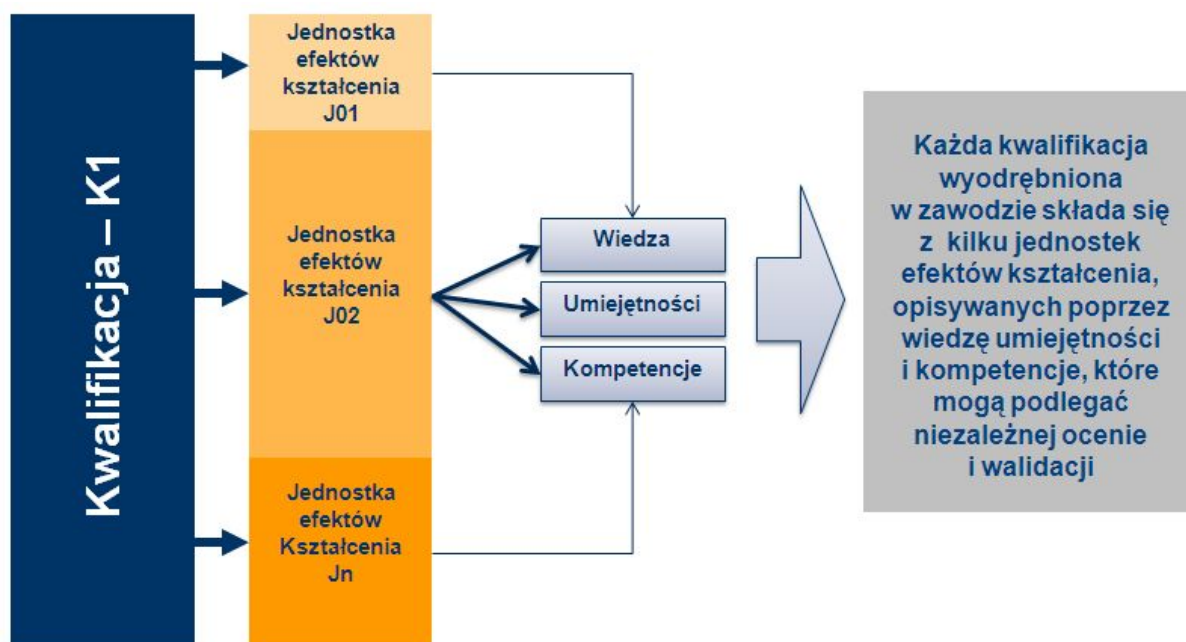 Kwalifikacja – K1
Jednostka
efektów
kształcenia
J01
Jednostka
efektów
kształcenia
J02
Jednostka
efektów
Kształcenia
Jn
Wiedza
Umiejętności
Kompetencje
Każda kwalifikacja
wyodrębniona
w zawodzie składa się
z kilku jednostek
efektów kształcenia,
opisywanych poprzez
wiedzę umiejętności
i kompetencje, które
mogą podlegać
niezależnej ocenie
i walidacji